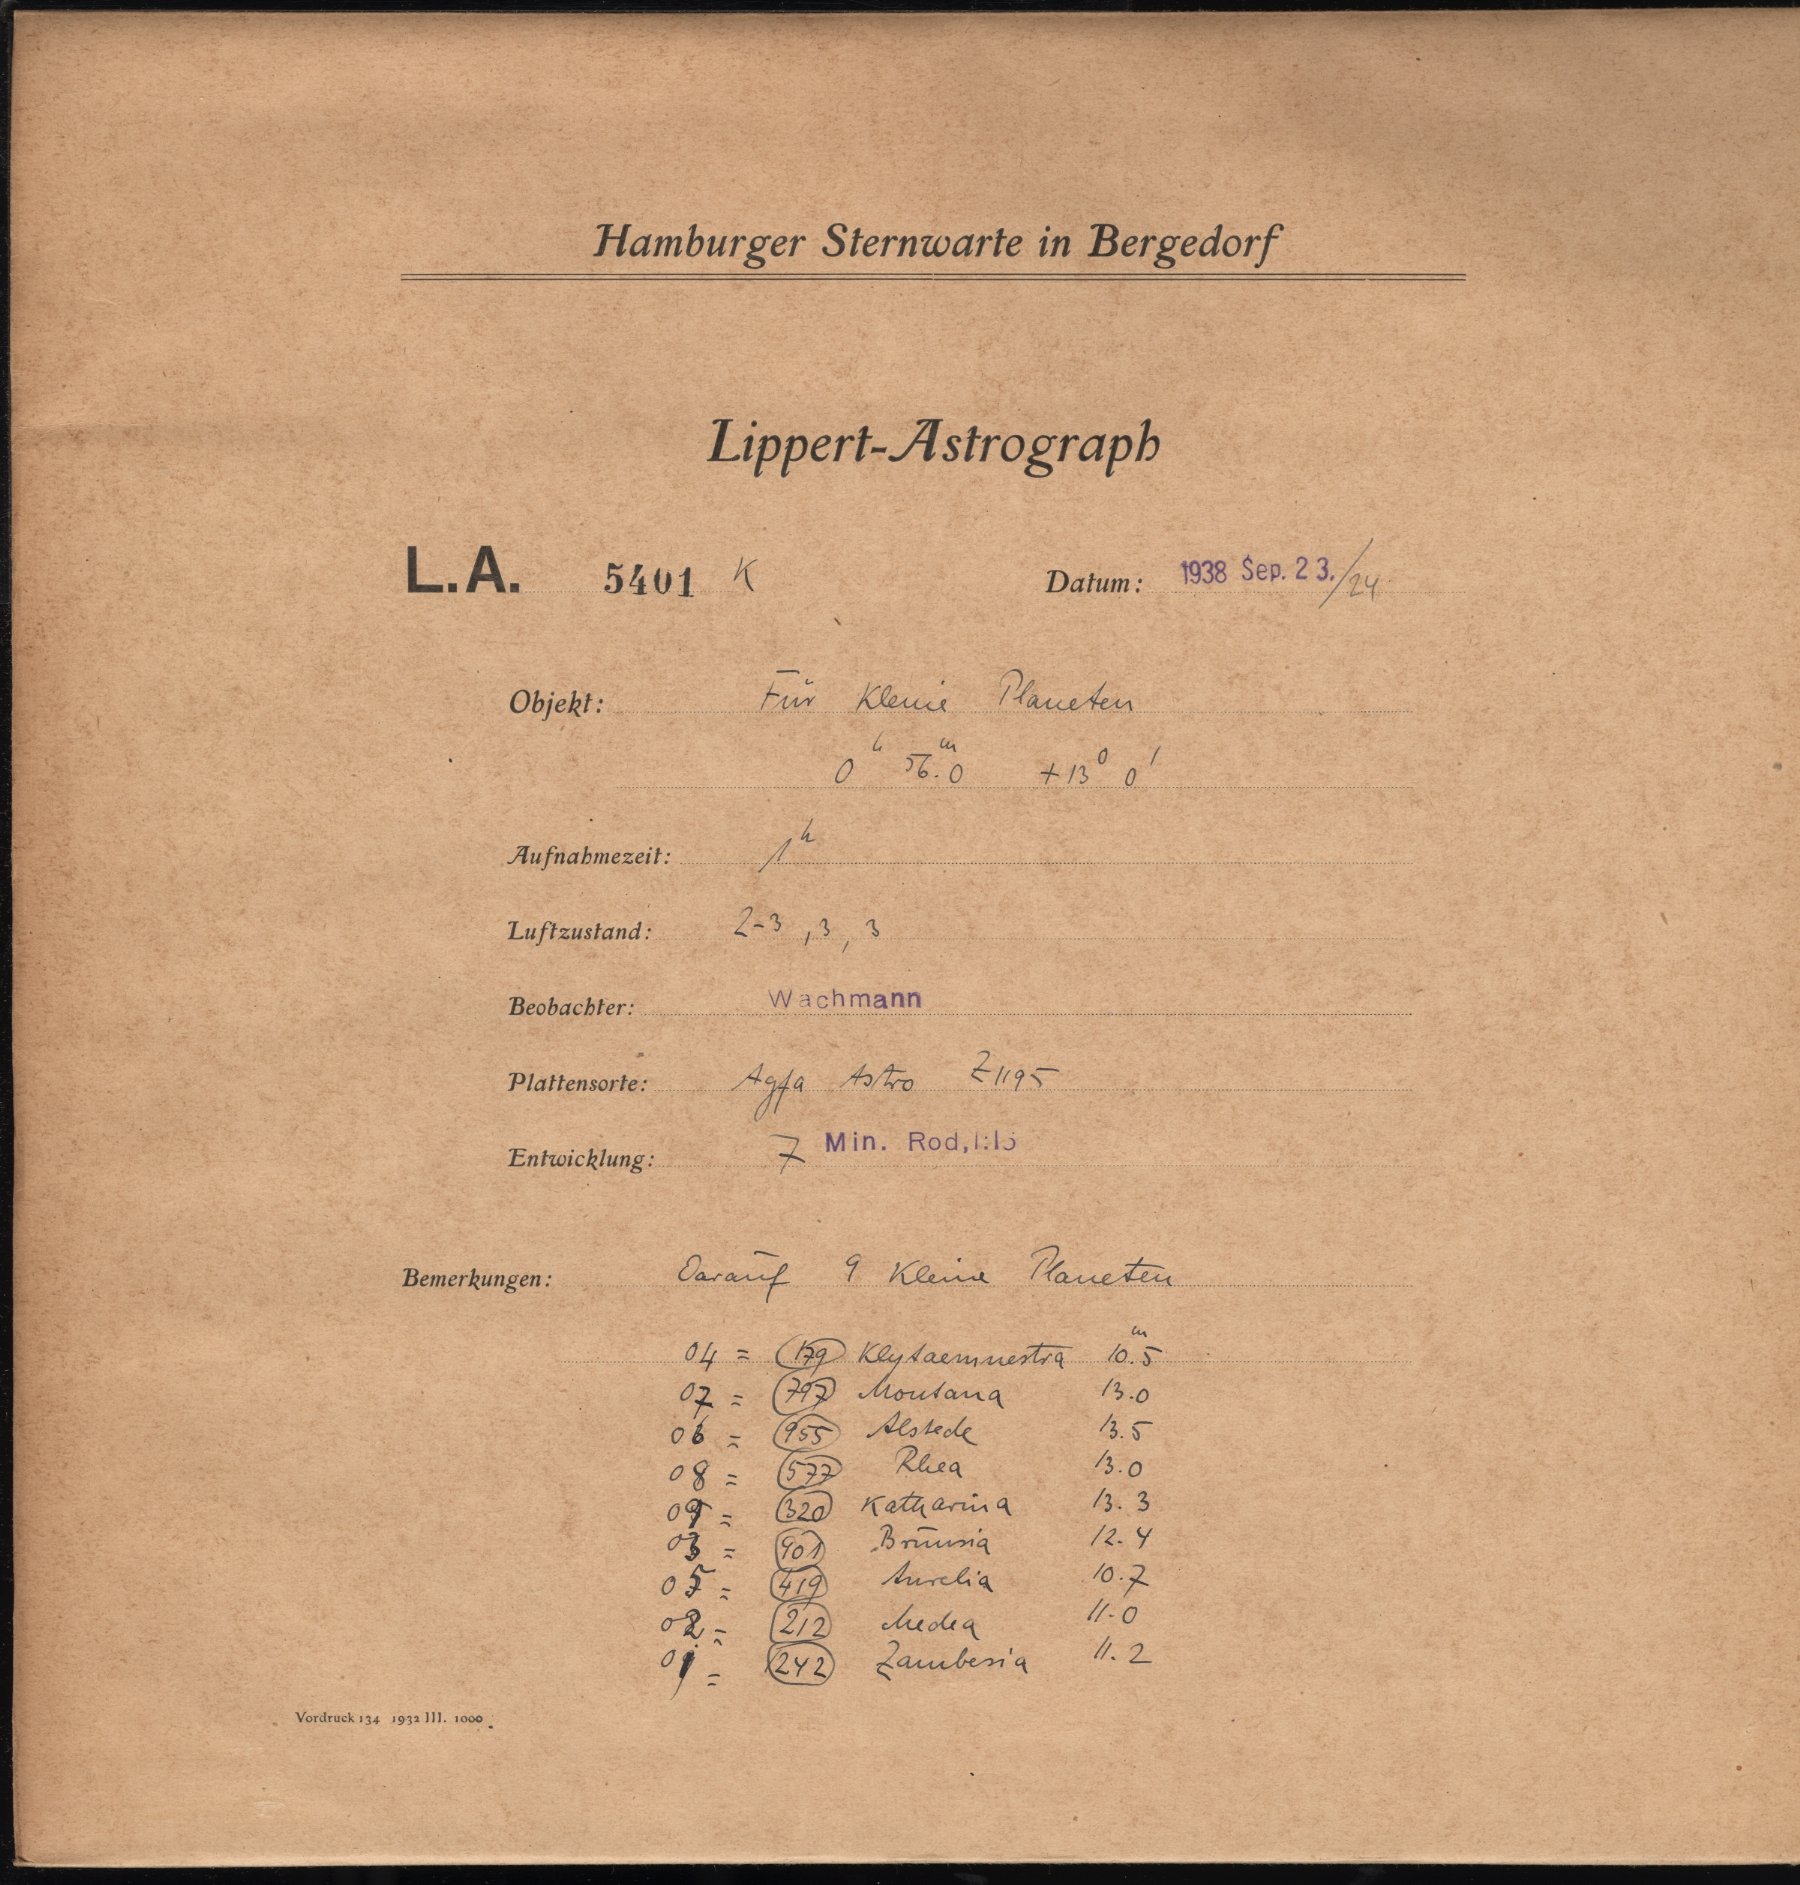 Hamburger Sternwarte in Bergedorf
Lippert-Astrograph
L.A. 5401 K Datum: 1938 Sep. 23./24
Objekt: Für Kleine Planeten
0ʰ 56.ᵐ0 +13⁰ 0'
Aufnahmezeit: 1ʰ
Luftzustand: 2-3, 3, 3
Beobachter: Wachmann
Plattensorte: Agfa Astro Z1195
Entwicklung: 7 Min. Rod, 1:15
Bemerkungen: Darauf 9 Kleine Planeten
04 = (179) Klytaemnestra 10.ᵐ5
07 = (797) Montana 13.0
06 = (955) Alstede 13.5
08 = (577) Rhea 13.0
09 = (320) Katharina 13.3
03 = (901) Brunsia 12.4
05 = (419) Aurelia 10.7
02 = (212) Medea 11.0
01 = (242) Zambesia 11.2
Vordruck 134 1932 III. 1000